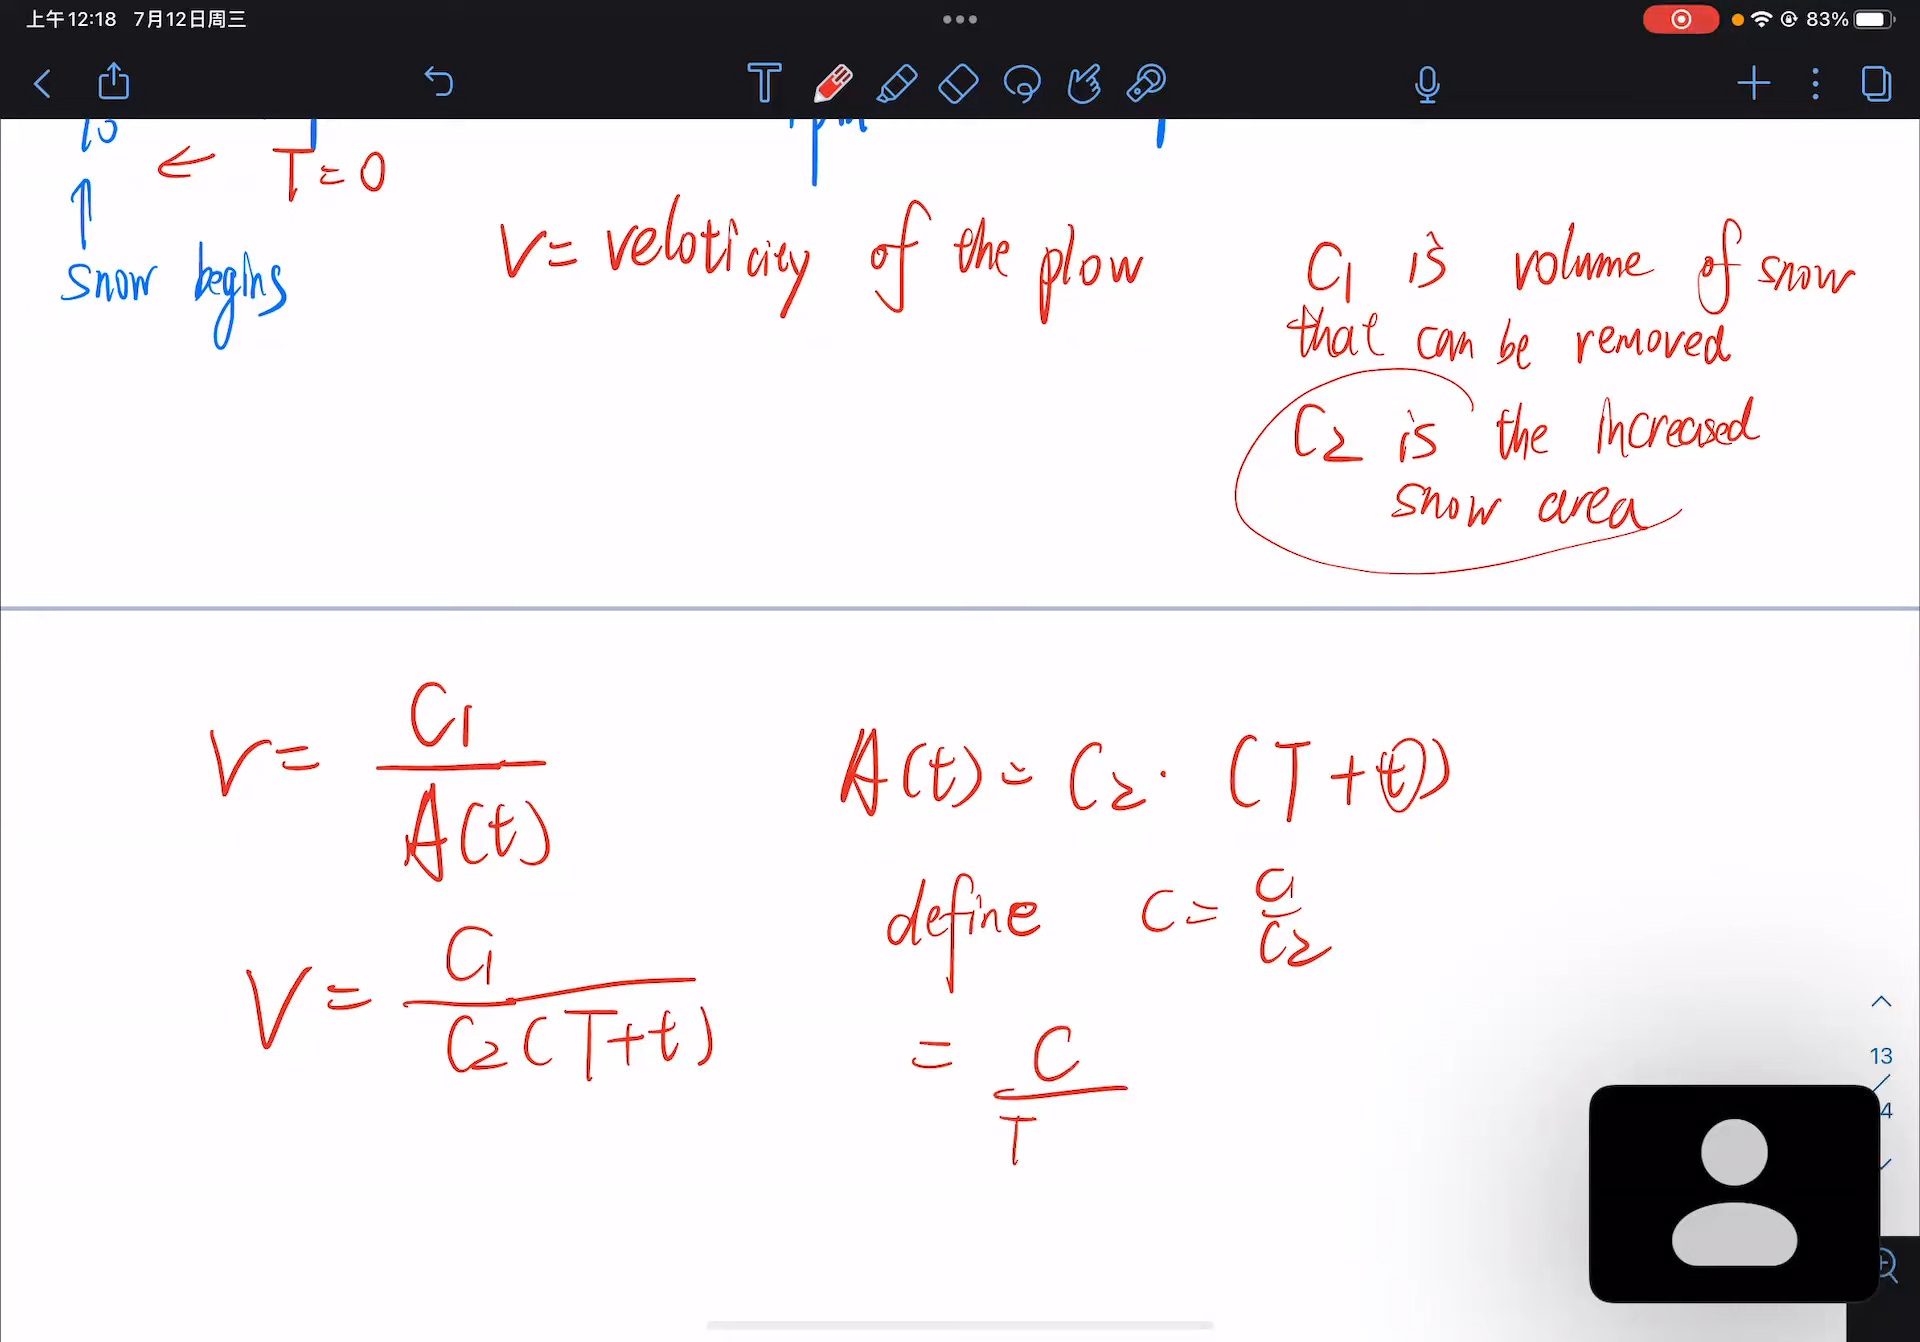 上午12:18 7月12日周三
83%
← T=0
snow begins
V= veloticity of the plow
C1 is volume of snow
that can be removed
C2 is the increased
snow area
V= C1/A(t)
A(t)= C2· (T+t)
define C= C1/C2
V= C1/C2(T+t)
= C/T
13